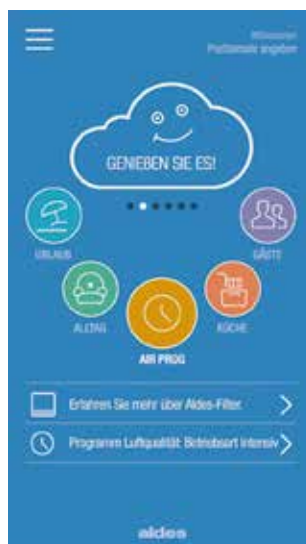 GENIEßEN SIE ES!
URLAUB
GÄSTE
ALLTAG
KÜCHE
AIR PROG
Erfahren Sie mehr über Aldes-Filter.
Programm Luftqualität: Betriebsart Intensiv
aldes